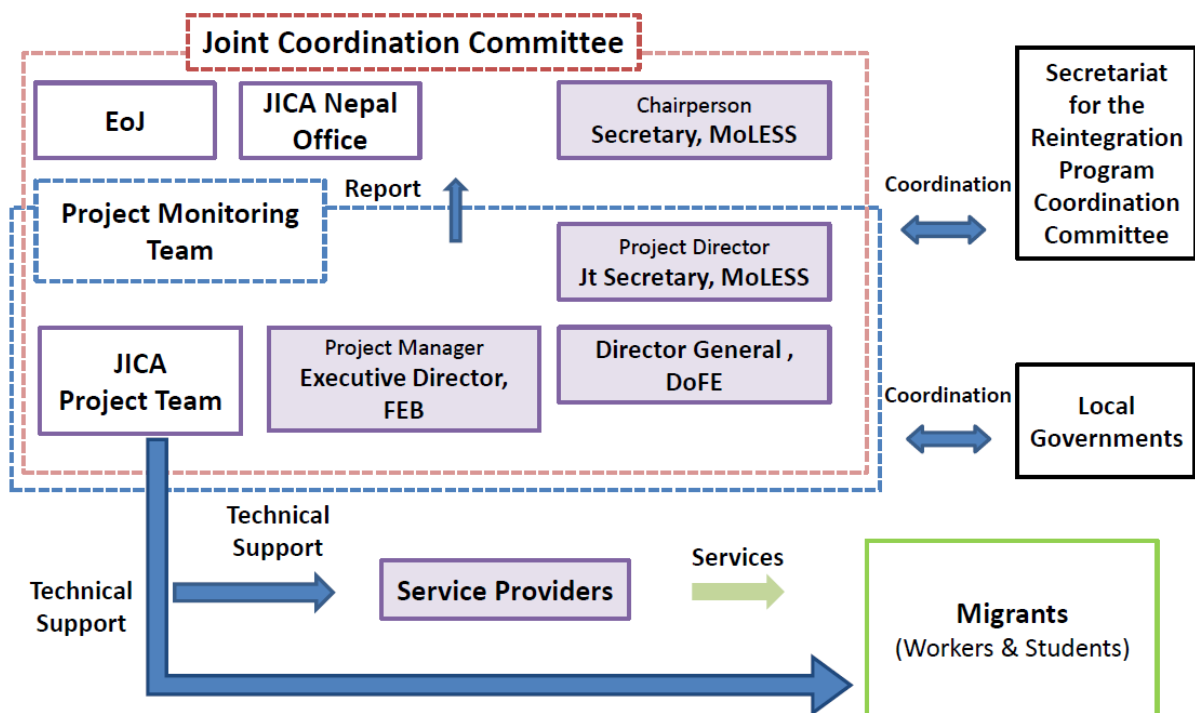 Joint Coordination Committee
EoJ
JICA Nepal
Office
Chairperson
Secretary, MoLESS
Secretariat
for the
Reintegration
Program
Coordination
Committee
Coordination
Report
Project Monitoring
Team
Project Director
Jt Secretary, MoLESS
JICA
Project Team
Project Manager
Executive Director,
FEB
Director General ,
DoFE
Coordination
Local
Governments
Technical
Support
Technical
Support
Service Providers
Services
Migrants
(Workers & Students)